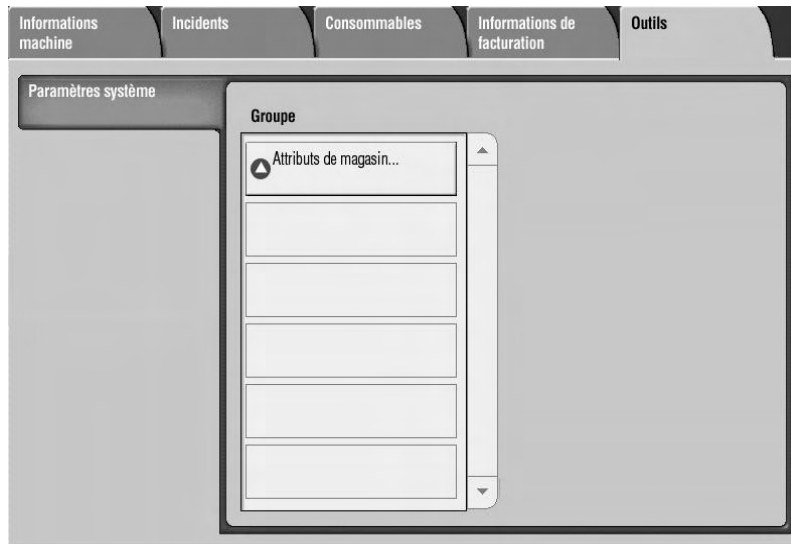 Informations
machine
Incidents
Consommables
Informations de
facturation
Outils
Paramètres système
Groupe
Attributs de magasin...